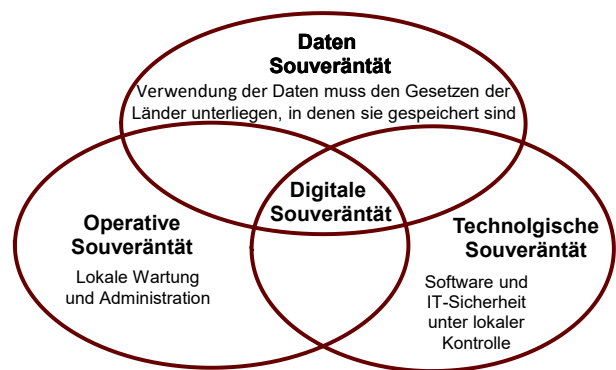 Daten
Souveräntät
Verwendung der Daten muss den Gesetzen der
Länder unterliegen, in denen sie gespeichert sind
Digitale
Souveräntät
Operative
Souveräntät
Lokale Wartung
und Administration
Technolgische
Souveräntät
Software und
IT-Sicherheit
unter lokaler
Kontrolle